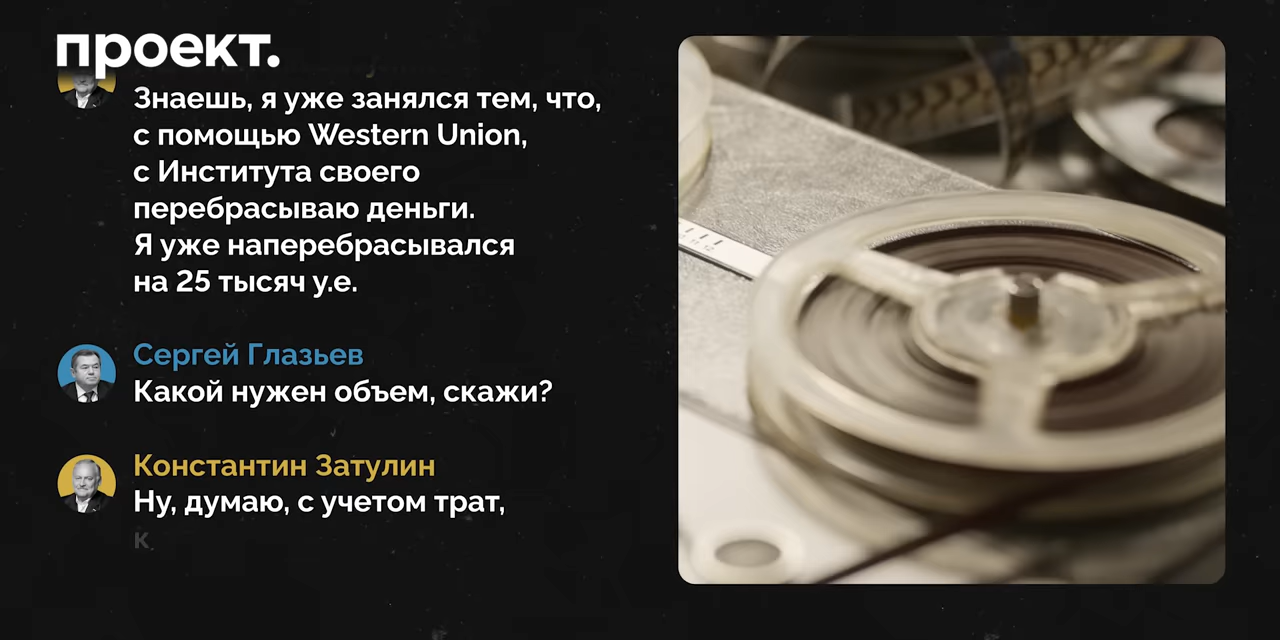 проект.
Знаешь, я уже занялся тем, что,
с помощью Western Union,
с Института своего
перебрасываю деньги.
Я уже наперебрасывался
на 25 тысяч у.е.
Сергей Глазьев
Какой нужен объем, скажи?
Константин Затулин
Ну, думаю, с учетом трат,
к